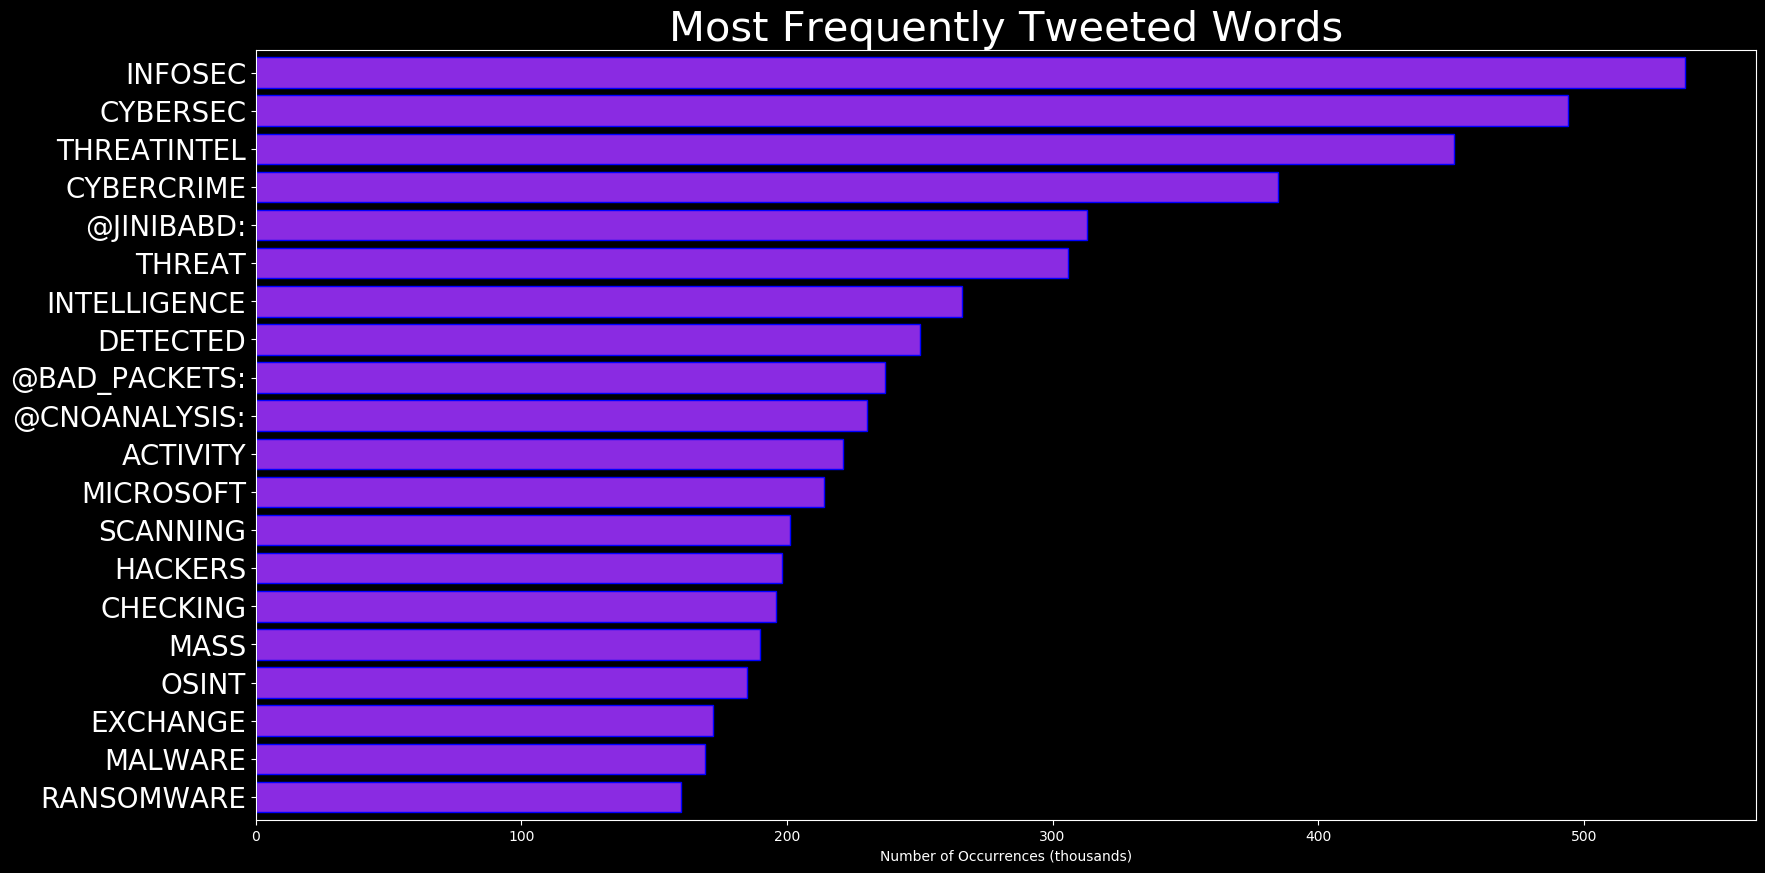 Most Frequently Tweeted Words
INFOSEC
CYBERSEC
THREATINTEL
CYBERCRIME
@JINIBABD:
THREAT
INTELLIGENCE
DETECTED
@BAD_PACKETS:
@CNOANALYSIS:
ACTIVITY
MICROSOFT
SCANNING
HACKERS
CHECKING
MASS
OSINT
EXCHANGE
MALWARE
RANSOMWARE
0 100 200 300 400 500
Number of Occurrences (thousands)